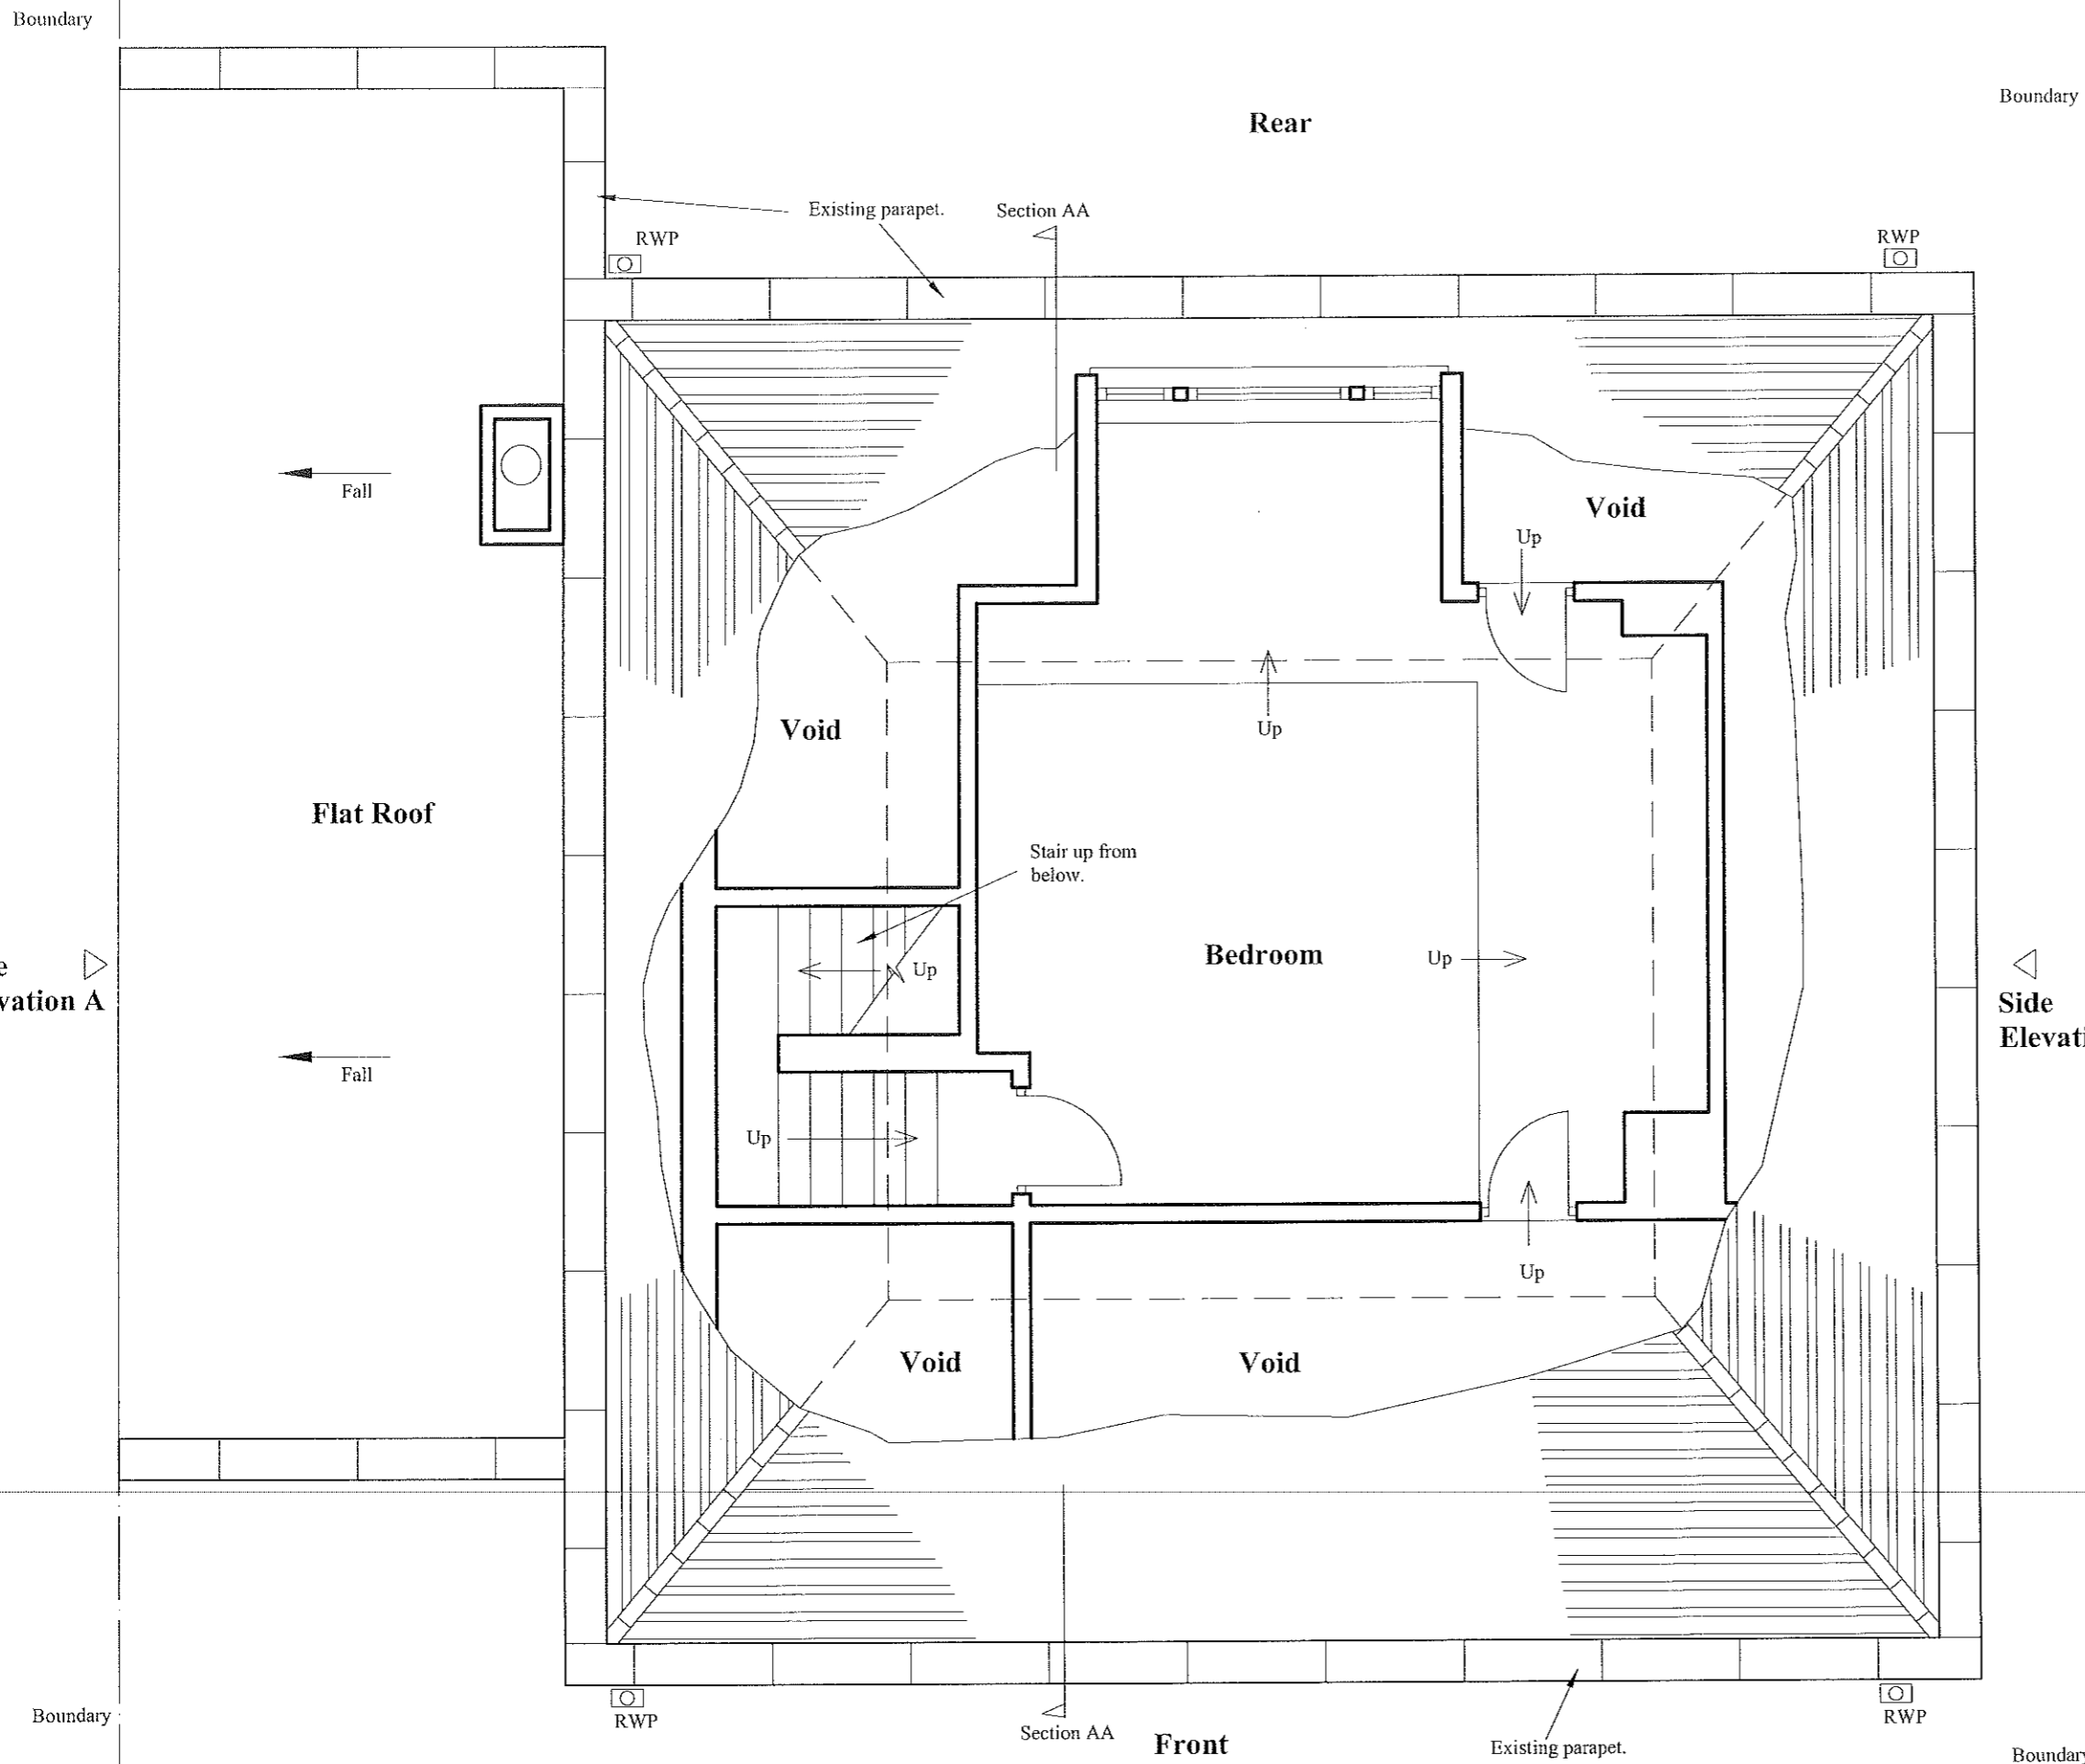 Boundary
Boundary
Rear
Existing parapet.
Section AA
RWP
RWP
Fall
Void
Up
Void
Up
Flat Roof
Stair up from
below.
Bedroom
Up
Up
vation A
Side
Elevati
Fall
Up
Up
Void
Void
Boundary
RWP
Section AA
Front
Existing parapet.
RWP
Boundar